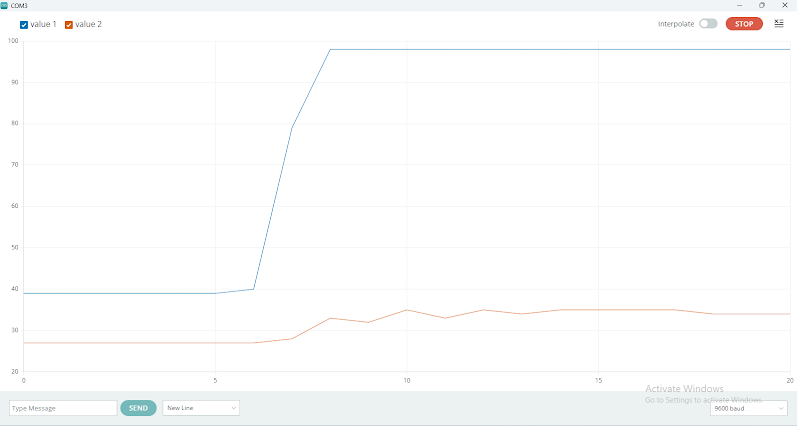 COM3
value 1 value 2
Interpolate STOP
100
90
80
70
60
50
40
30
20
0 5 10 15 20
Activate Windows
Go to Settings to activate Windows.
Type Message SEND New Line 9600 baud